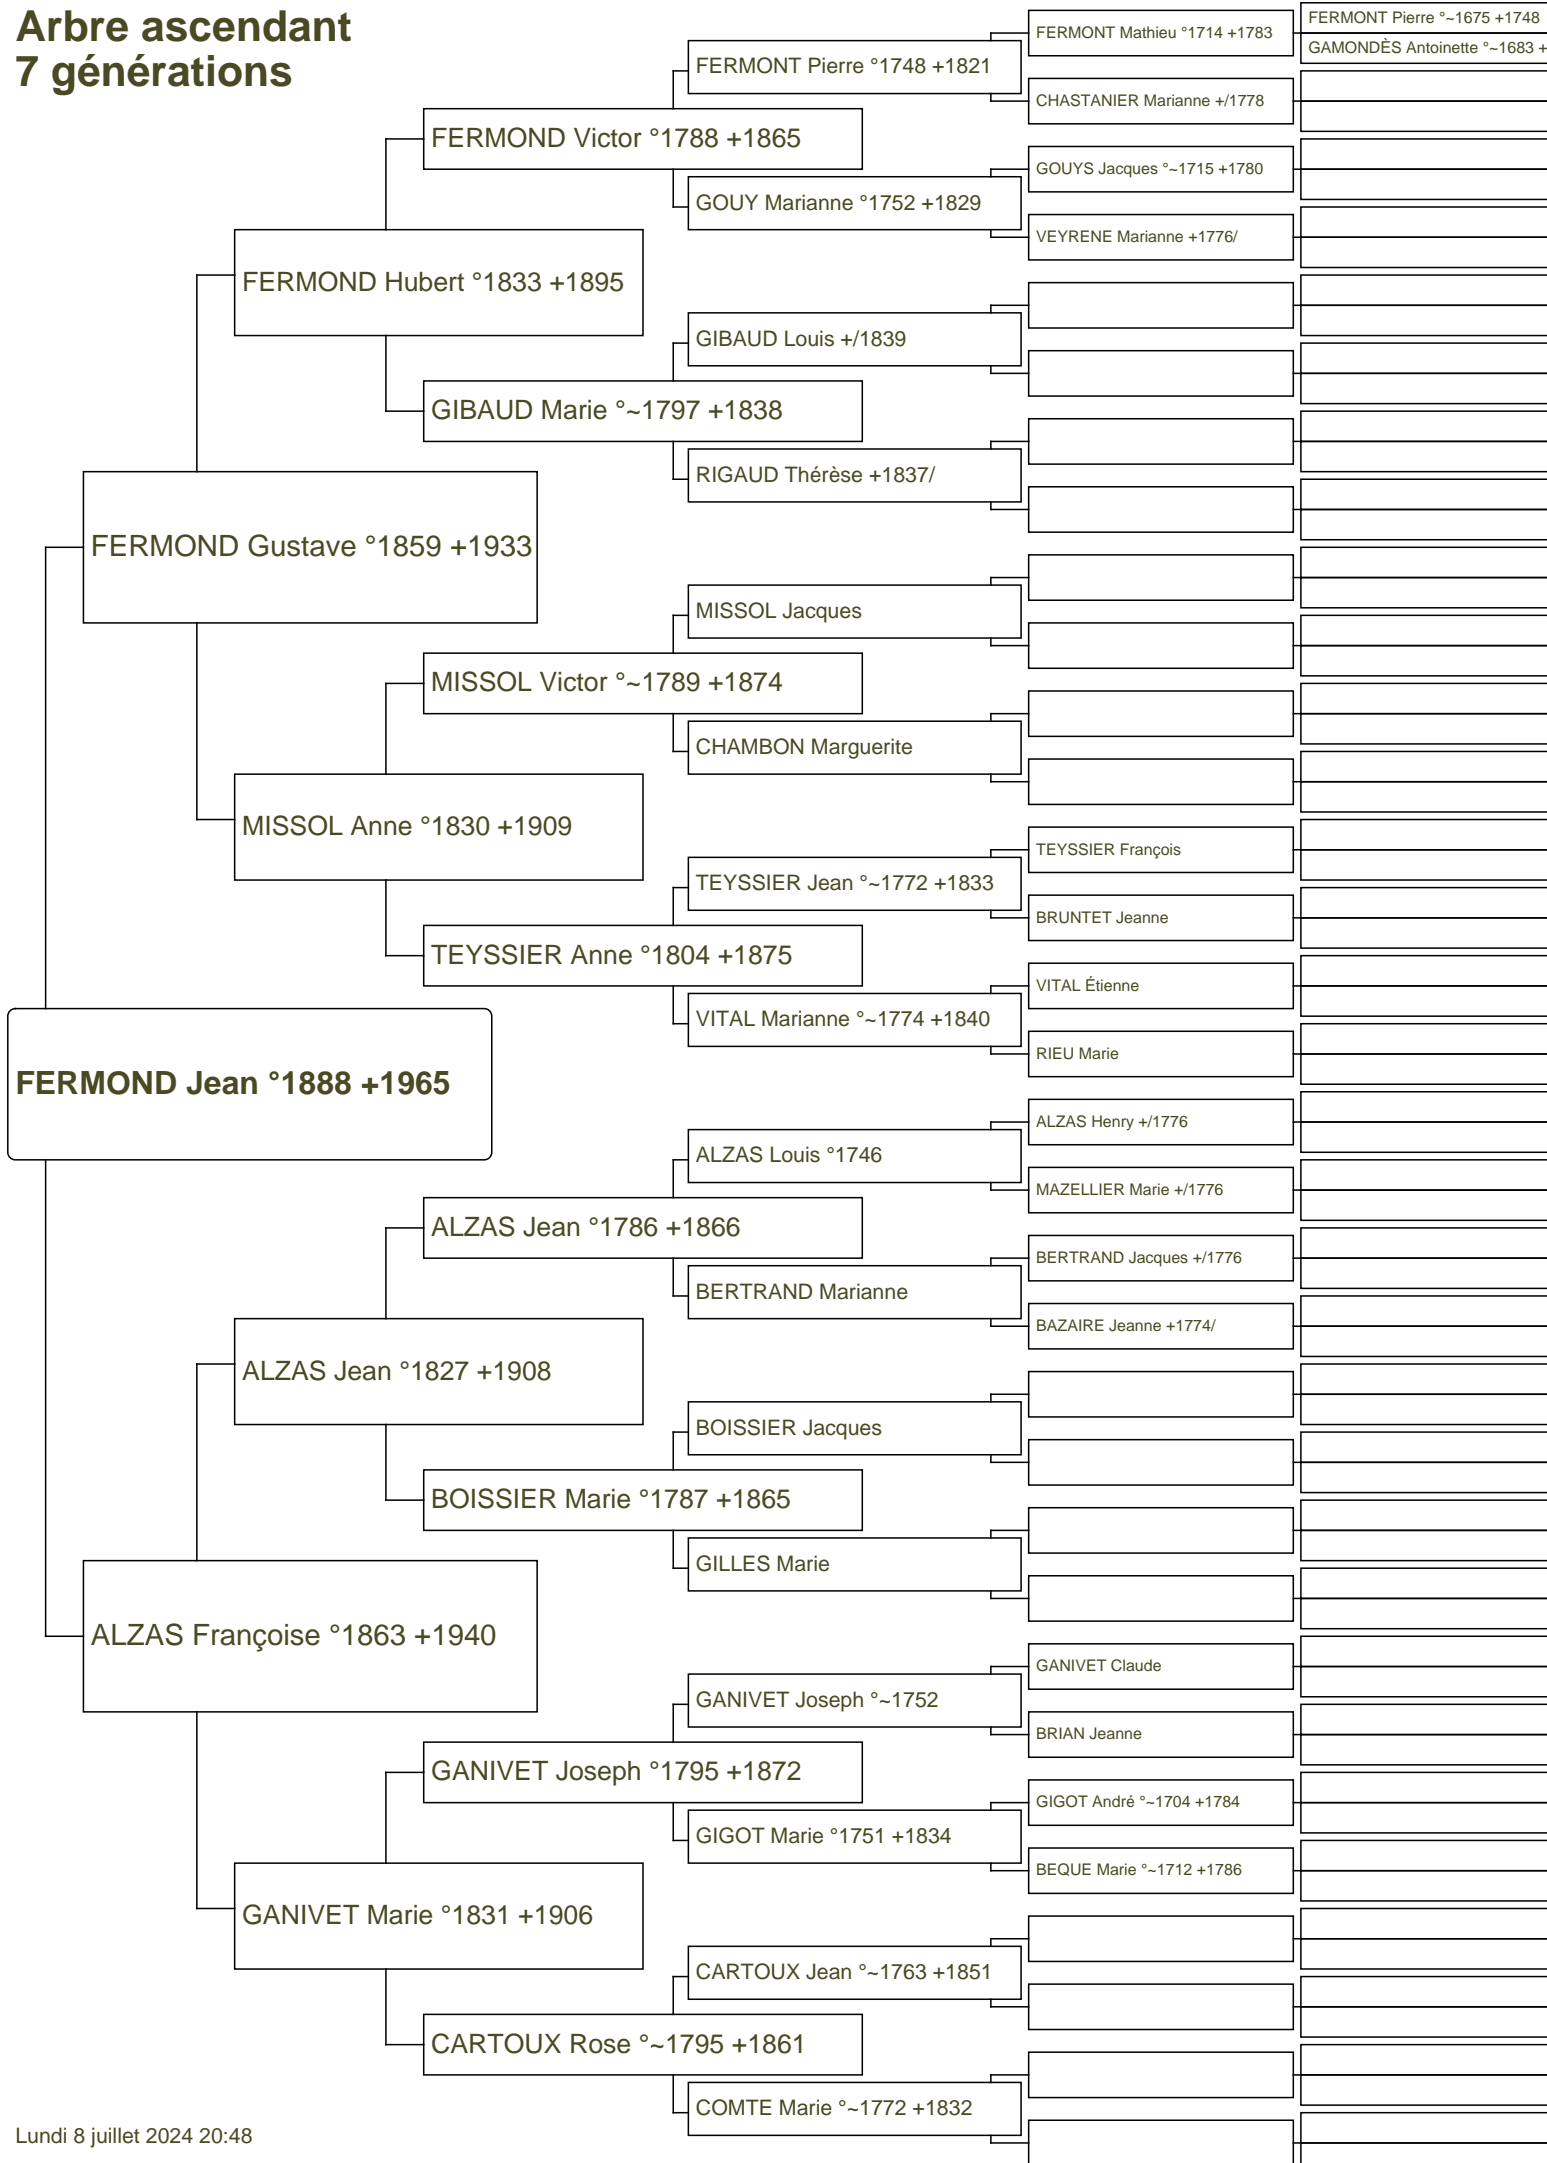 Arbre ascendant
7 générations
FERMOND Jean °1888 +1965
FERMOND Gustave °1859 +1933
ALZAS Françoise °1863 +1940
FERMOND Hubert °1833 +1895
MISSOL Anne °1830 +1909
ALZAS Jean °1827 +1908
GANIVET Marie °1831 +1906
FERMOND Victor °1788 +1865
GIBAUD Marie °~1797 +1838
MISSOL Victor °~1789 +1874
TEYSSIER Anne °1804 +1875
ALZAS Jean °1786 +1866
BOISSIER Marie °1787 +1865
GANIVET Joseph °1795 +1872
CARTOUX Rose °~1795 +1861
FERMONT Pierre °1748 +1821
GOUY Marianne °1752 +1829
GIBAUD Louis +/1839
RIGAUD Thérèse +1837/
MISSOL Jacques
CHAMBON Marguerite
TEYSSIER Jean °~1772 +1833
VITAL Marianne °~1774 +1840
ALZAS Louis °1746
BERTRAND Marianne
BOISSIER Jacques
GILLES Marie
GANIVET Joseph °~1752
GIGOT Marie °1751 +1834
CARTOUX Jean °~1763 +1851
COMTE Marie °~1772 +1832
FERMONT Mathieu °1714 +1783
CHASTANIER Marianne +/1778
GOUYS Jacques °~1715 +1780
VEYRENE Marianne +1776/
TEYSSIER François
BRUNTET Jeanne
VITAL Étienne
RIEU Marie
ALZAS Henry +/1776
MAZELLIER Marie +/1776
BERTRAND Jacques +/1776
BAZAIRE Jeanne +1774/
GANIVET Claude
BRIAN Jeanne
GIGOT André °~1704 +1784
BEQUE Marie °~1712 +1786
FERMONT Pierre °~1675 +1748
GAMONDÈS Antoinette °~1683 +
Lundi 8 juillet 2024 20:48